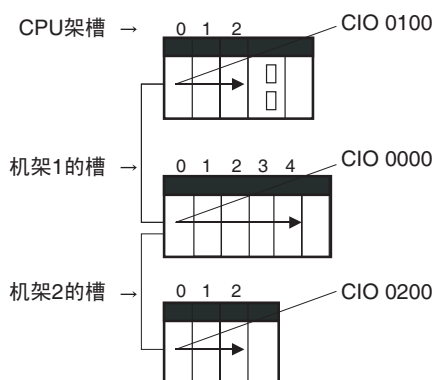 CPU架槽 → 0 1 2 CIO 0100
机架1的槽 → 0 1 2 3 4 CIO 0000
机架2的槽 → 0 1 2 CIO 0200